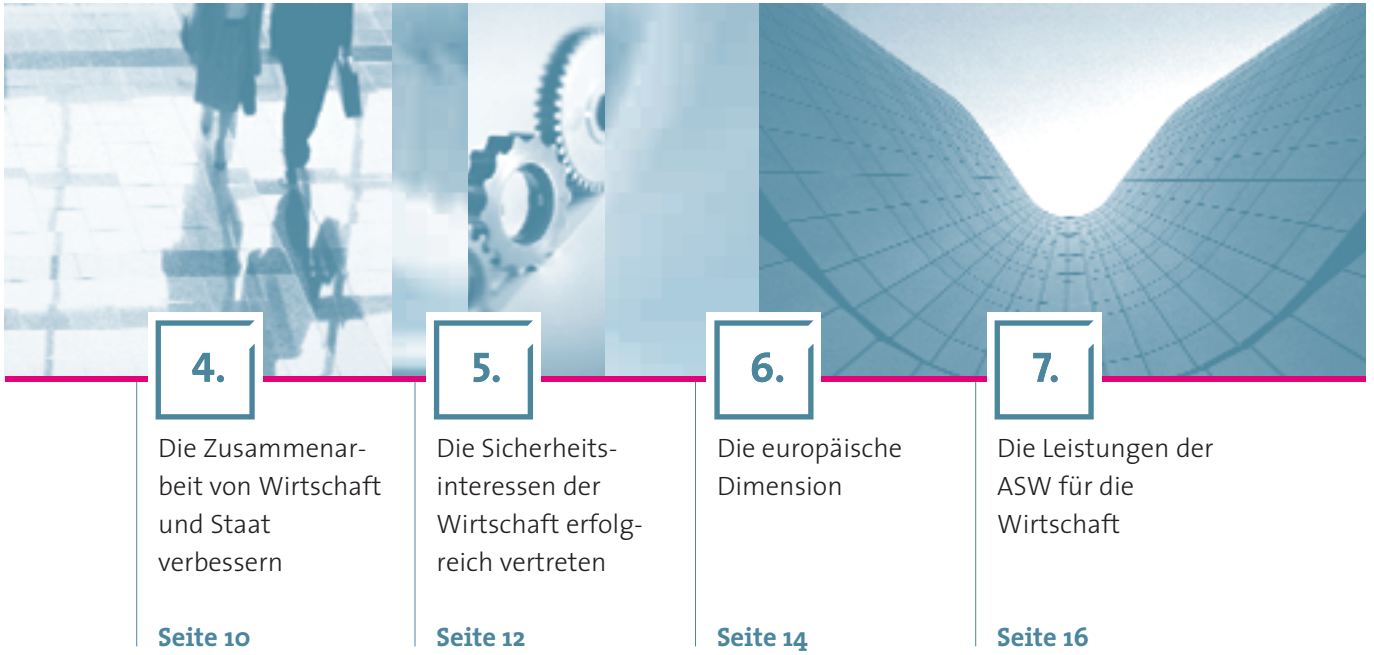 4.
Die Zusammenar-
beit von Wirtschaft
und Staat
verbessern
Seite 10
5.
Die Sicherheits-
interessen der
Wirtschaft erfolg-
reich vertreten
Seite 12
6.
Die europäische
Dimension
Seite 14
7.
Die Leistungen der
ASW für die
Wirtschaft
Seite 16